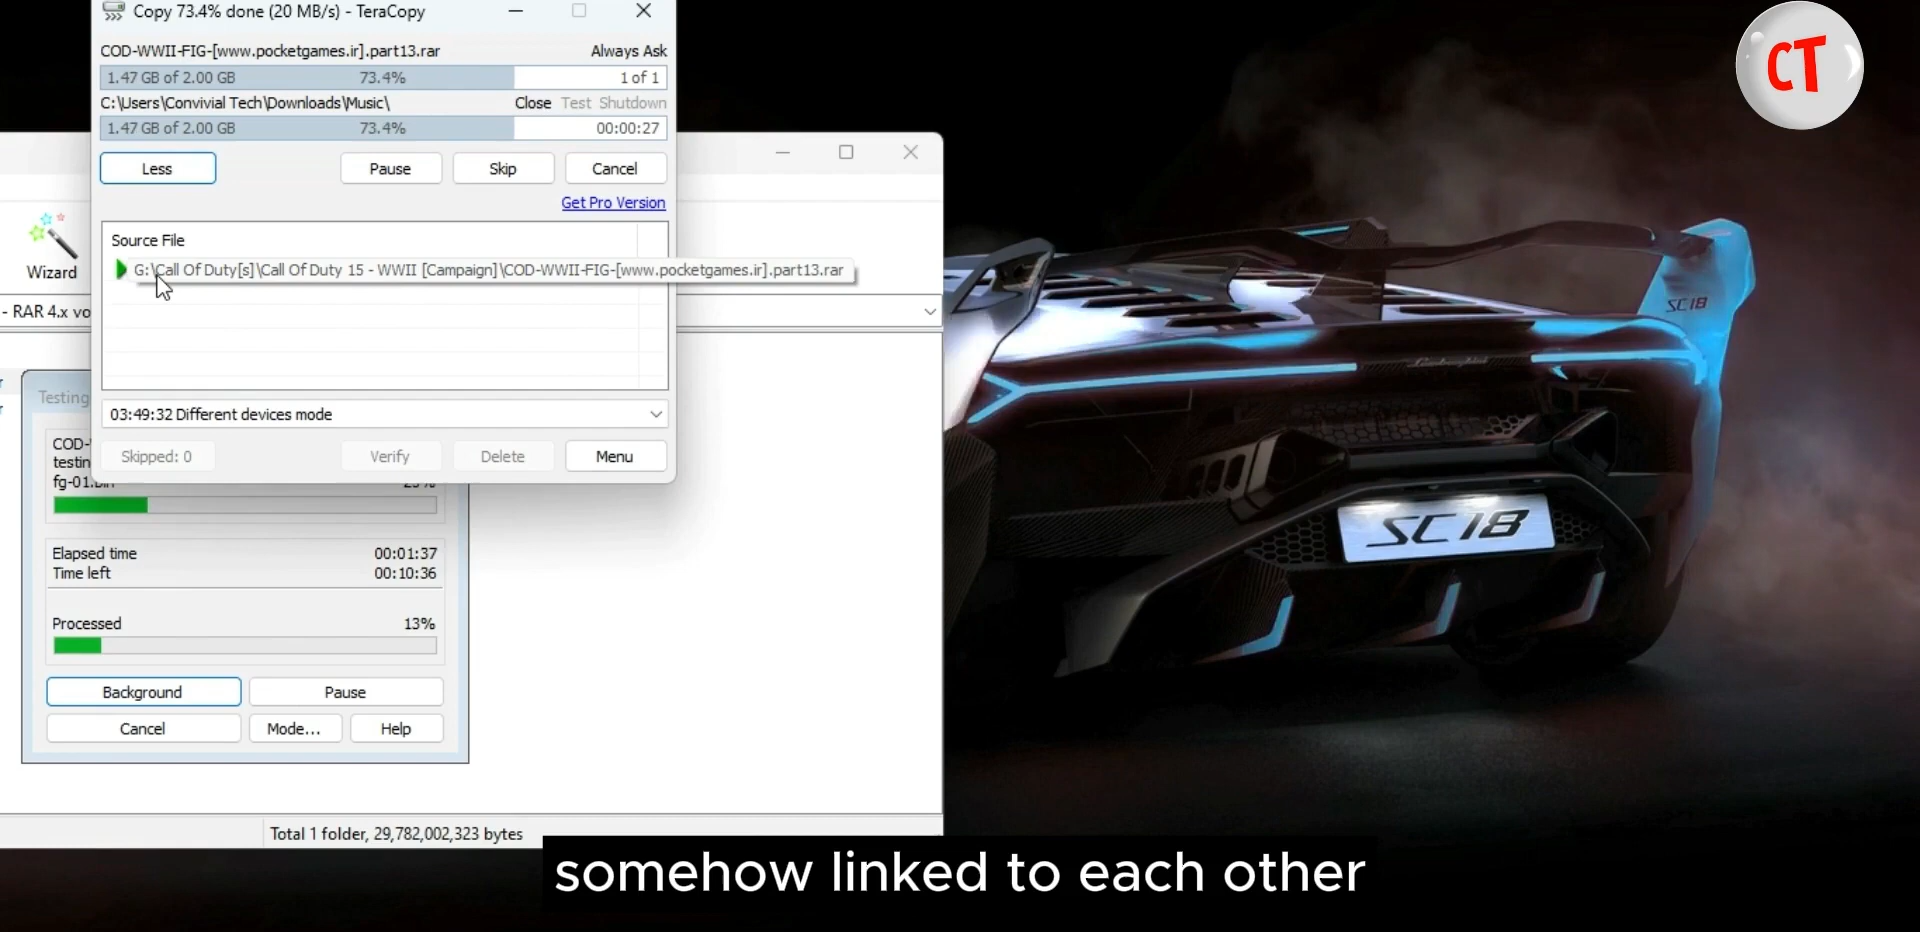 Copy 73.4% done (20 MB/s) - TeraCopy
COD-WWII-FIG-[www.pocketgames.ir].part13.rar Always Ask
1.47 GB of 2.00 GB 73.4% 1 of 1
C:\Users\Convivial Tech\Downloads\Music\ Close Test Shutdown
1.47 GB of 2.00 GB 73.4% 00:00:27
Less Pause Skip Cancel
Get Pro Version
Source File
G:\Call Of Duty[s]\Call Of Duty 15 - WWII [Campaign]\COD-WWII-FIG-[www.pocketgames.ir].part13.rar
03:49:32 Different devices mode
Skipped: 0 Verify Delete Menu
Wizard
- RAR 4.x vo
Testing
COD-
testin
Elapsed time 00:01:37
Time left 00:10:36
Processed 13%
Background Pause
Cancel Mode... Help
Total 1 folder, 29,782,002,323 bytes
CT
SC 18
SC 18
somehow linked to each other